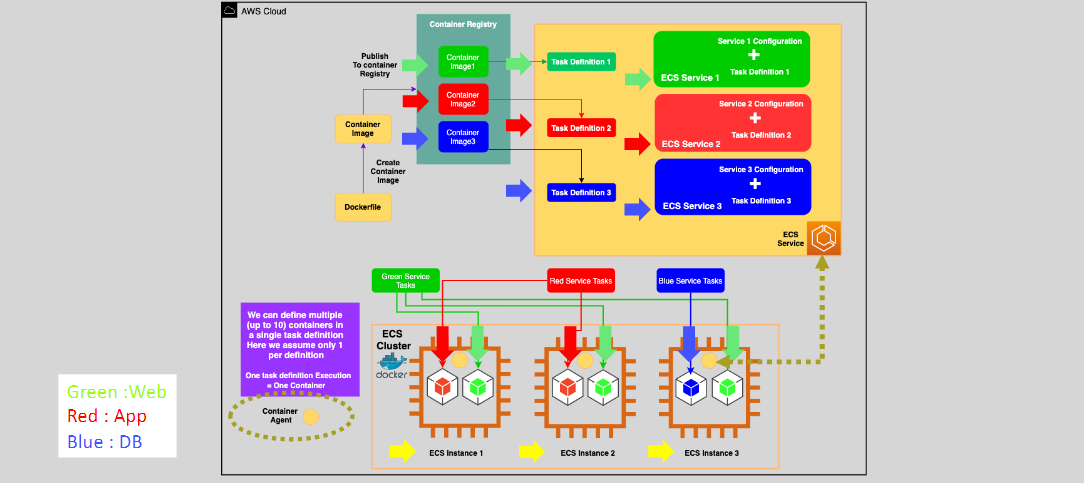 AWS Cloud
Container Registry
Publish
To container
Registry
Container
Image1
Container
Image2
Container
Image3
Container
Image
Create
Container
Image
Dockerfile
Task Definition 1
Task Definition 2
Task Definition 3
Service 1 Configuration
+
Task Definition 1
ECS Service 1
Service 2 Configuration
+
Task Definition 2
ECS Service 2
Service 3 Configuration
+
Task Definition 3
ECS Service 3
ECS
Service
Green Service
Tasks
Red Service Tasks
Blue Service Tasks
We can define multiple
(up to 10) containers in
a single task definition
Here we assume only 1
per definition
One task definition Execution
= One Container
Container
Agent
ECS
Cluster
docker
ECS Instance 1
ECS Instance 2
ECS Instance 3
Green :Web
Red : App
Blue : DB